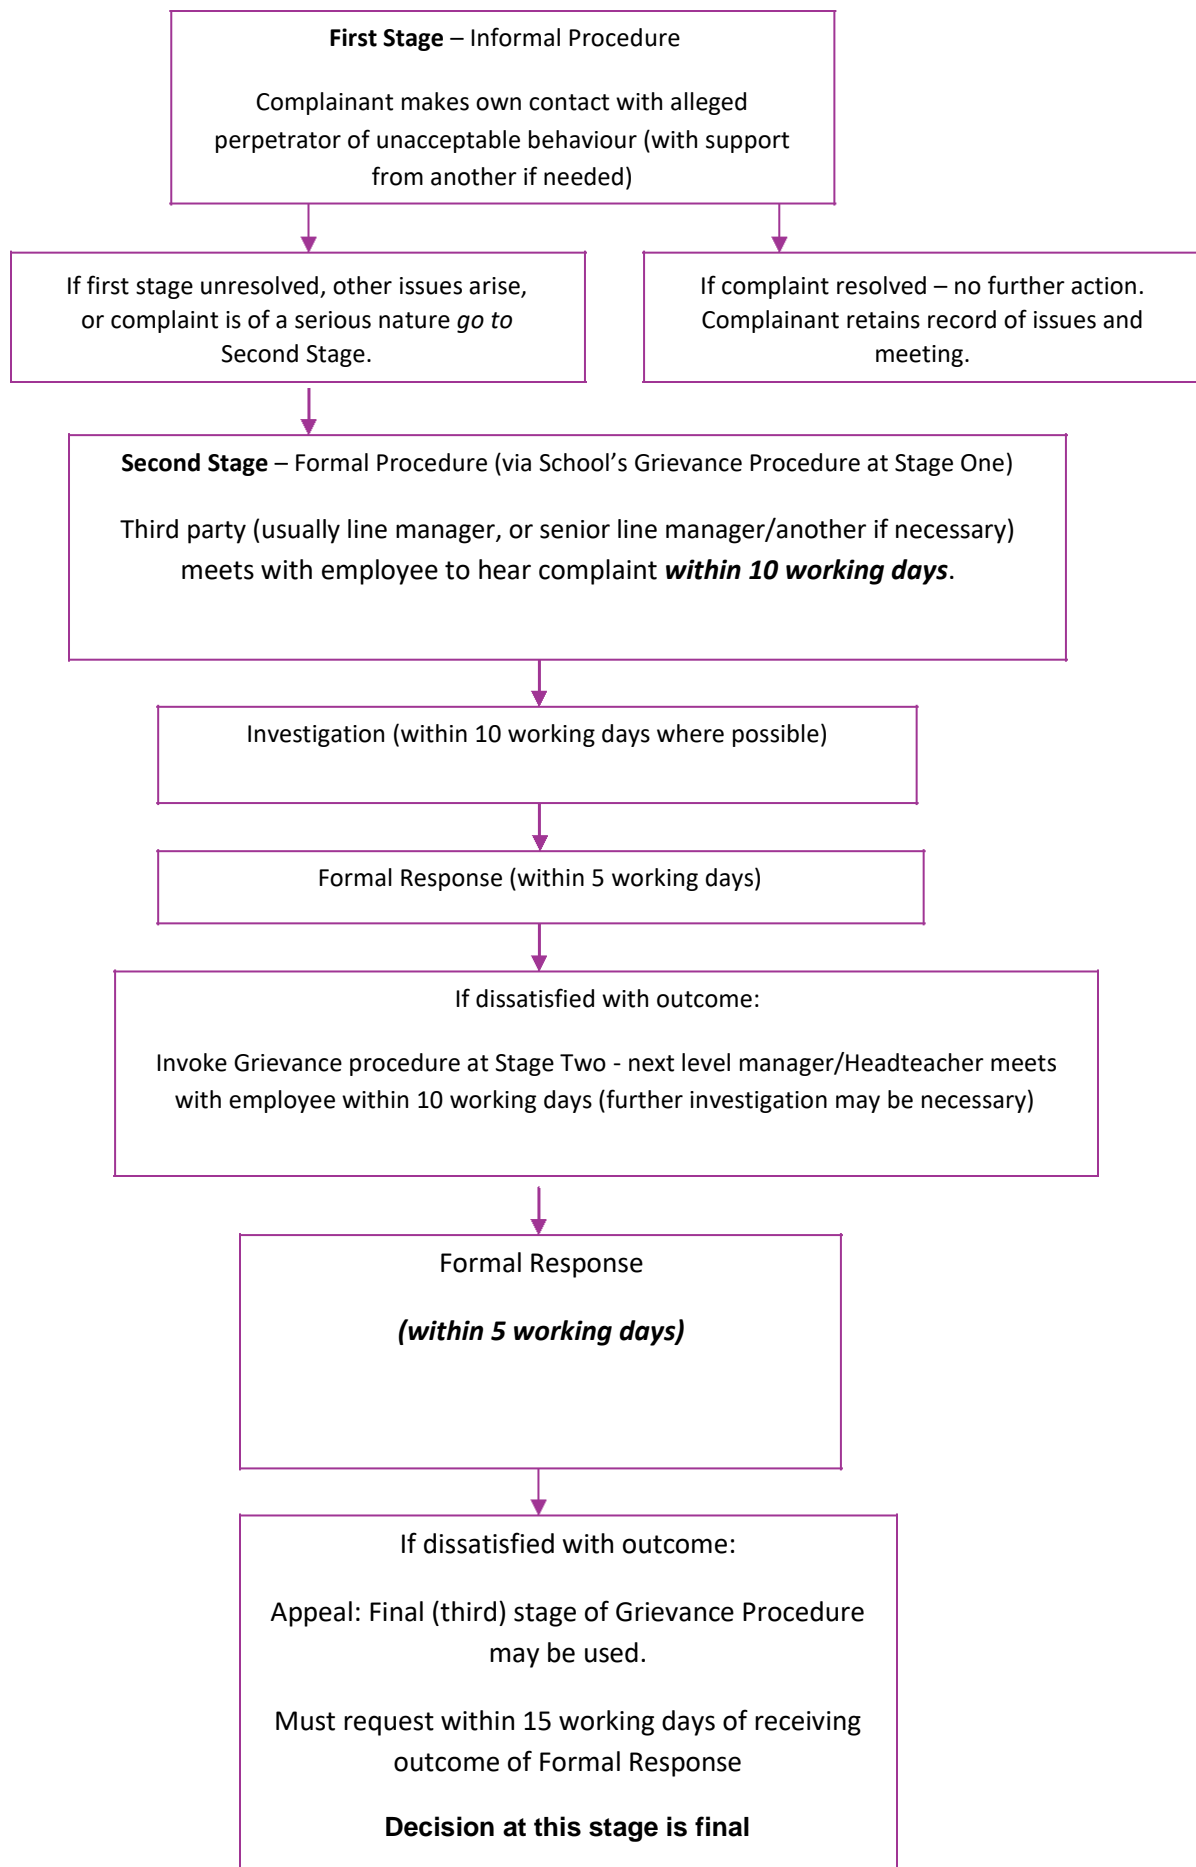 First Stage – Informal Procedure
Complainant makes own contact with alleged
perpetrator of unacceptable behaviour (with support
from another if needed)
If first stage unresolved, other issues arise,
or complaint is of a serious nature go to
Second Stage.
If complaint resolved – no further action.
Complainant retains record of issues and
meeting.
Second Stage – Formal Procedure (via School’s Grievance Procedure at Stage One)
Third party (usually line manager, or senior line manager/another if necessary)
meets with employee to hear complaint within 10 working days.
Investigation (within 10 working days where possible)
Formal Response (within 5 working days)
If dissatisfied with outcome:
Invoke Grievance procedure at Stage Two - next level manager/Headteacher meets
with employee within 10 working days (further investigation may be necessary)
Formal Response
(within 5 working days)
If dissatisfied with outcome:
Appeal: Final (third) stage of Grievance Procedure
may be used.
Must request within 15 working days of receiving
outcome of Formal Response
Decision at this stage is final